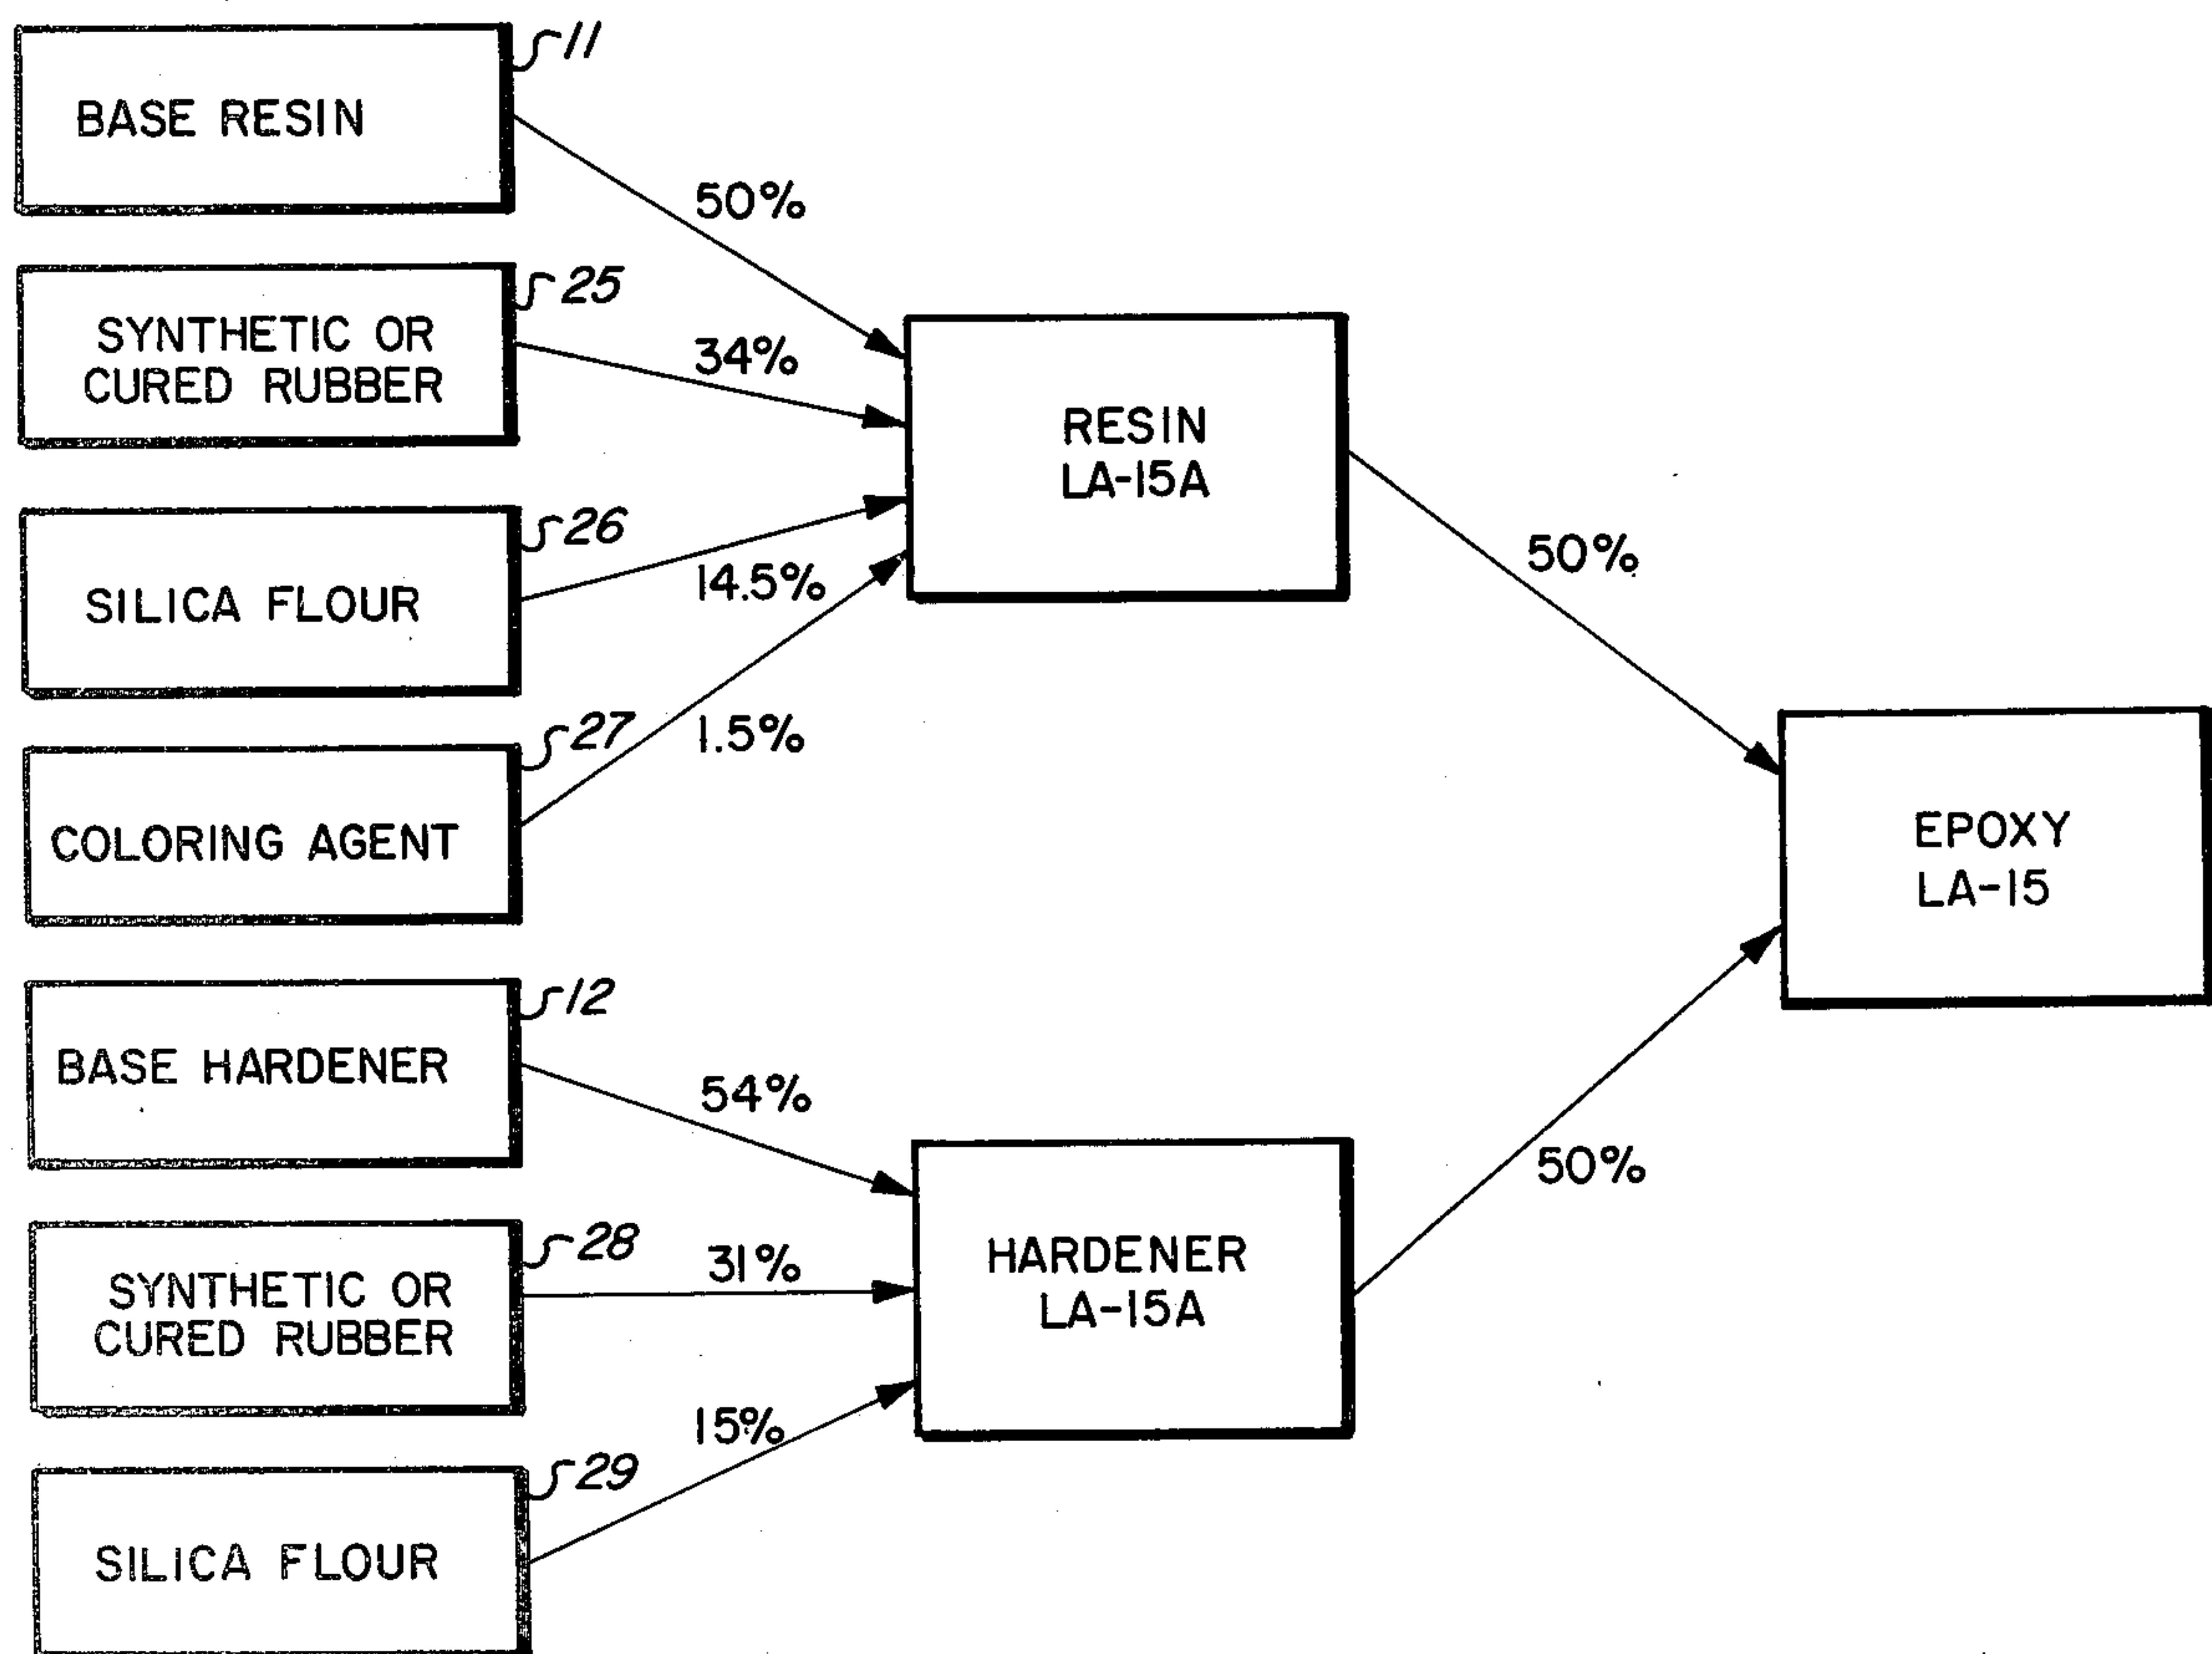 11
BASE RESIN
50%
25
SYNTHETIC OR
CURED RUBBER
34%
RESIN
LA-15A
26
SILICA FLOUR
14.5%
50%
27
COLORING AGENT
1.5%
EPOXY
LA-15
12
BASE HARDENER
54%
50%
28
SYNTHETIC OR
CURED RUBBER
31%
HARDENER
LA-15A
15%
29
SILICA FLOUR